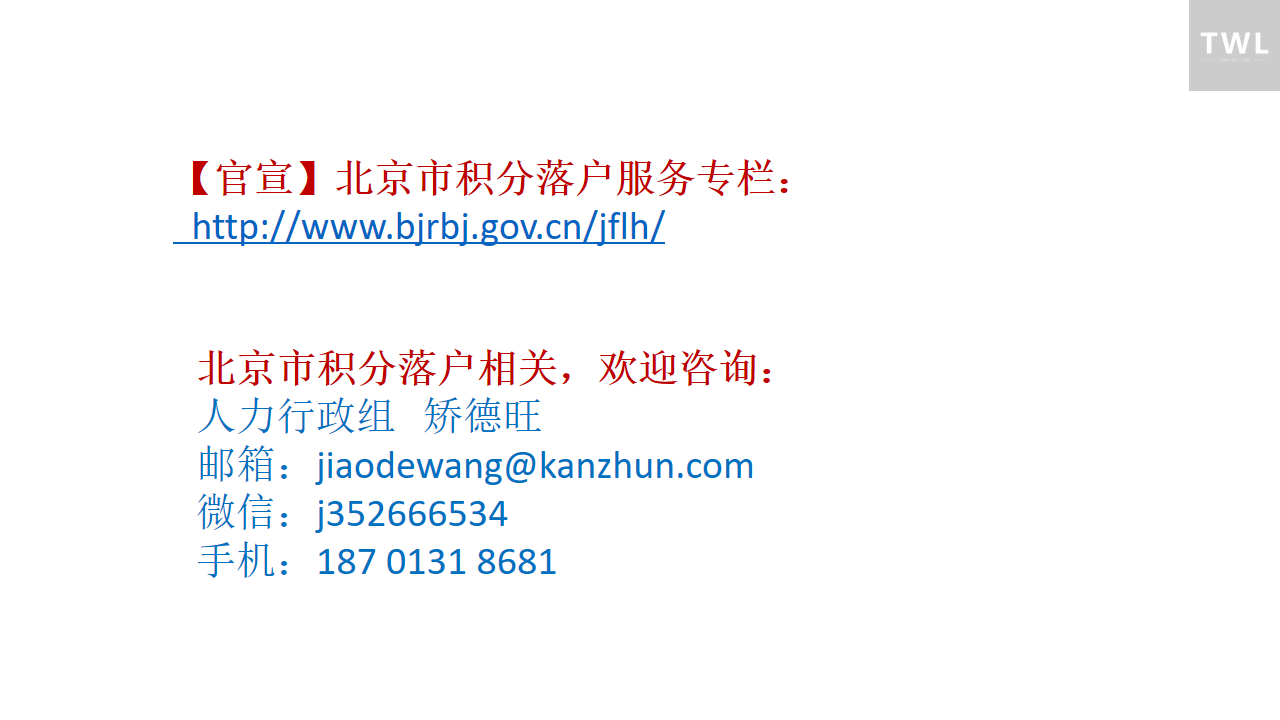 TWL
【官宣】北京市积分落户服务专栏：
http://www.bjrbj.gov.cn/jflh/
北京市积分落户相关，欢迎咨询：
人力行政组 矫德旺
邮箱：jiaodewang@kanzhun.com
微信：j352666534
手机：187 0131 8681